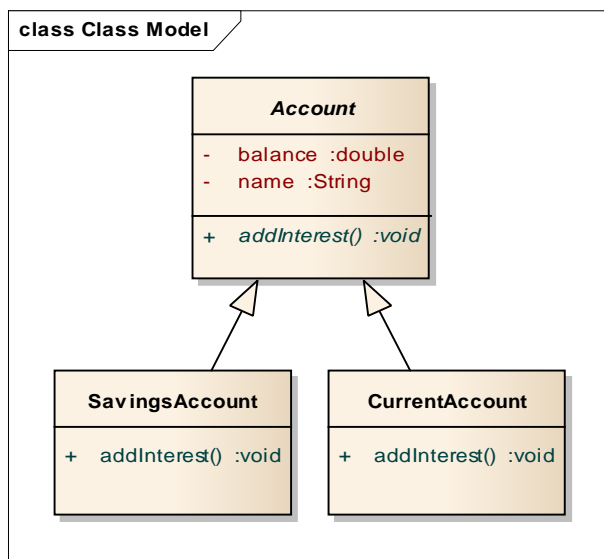 class Class Model
Account
- balance :double
- name :String
+ addInterest() :void
SavingsAccount
+ addInterest() :void
CurrentAccount
+ addInterest() :void